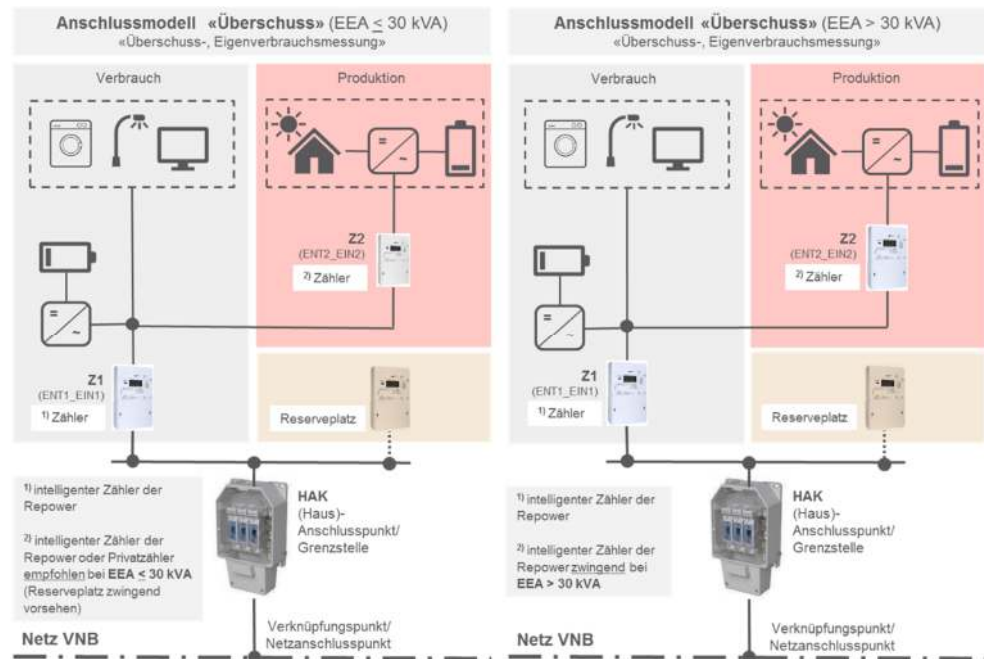 Anschlussmodell «Überschuss» (EEA ≤ 30 kVA)
«Überschuss-, Eigenverbrauchsmessung»
Verbrauch
Produktion
Z2
(ENT2_EIN2)
2) Zähler
Z1
(ENT1_EIN1)
1) Zähler
Reserveplatz
1) intelligenter Zähler der
Repower
2) intelligenter Zähler der
Repower oder Privatzähler
empfohlen bei EEA ≤ 30 kVA
(Reserveplatz zwingend
vorsehen)
HAK
(Haus)-
Anschlusspunkt/
Grenzstelle
Verknüpfungspunkt/
Netzanschlusspunkt
Netz VNB
Anschlussmodell «Überschuss» (EEA > 30 kVA)
«Überschuss-, Eigenverbrauchsmessung»
Verbrauch
Produktion
Z2
(ENT2_EIN2)
2) Zähler
Z1
(ENT1_EIN1)
1) Zähler
Reserveplatz
1) intelligenter Zähler der
Repower
2) intelligenter Zähler der
Repower zwingend bei
EEA > 30 kVA
HAK
(Haus)-
Anschlusspunkt/
Grenzstelle
Verknüpfungspunkt/
Netzanschlusspunkt
Netz VNB